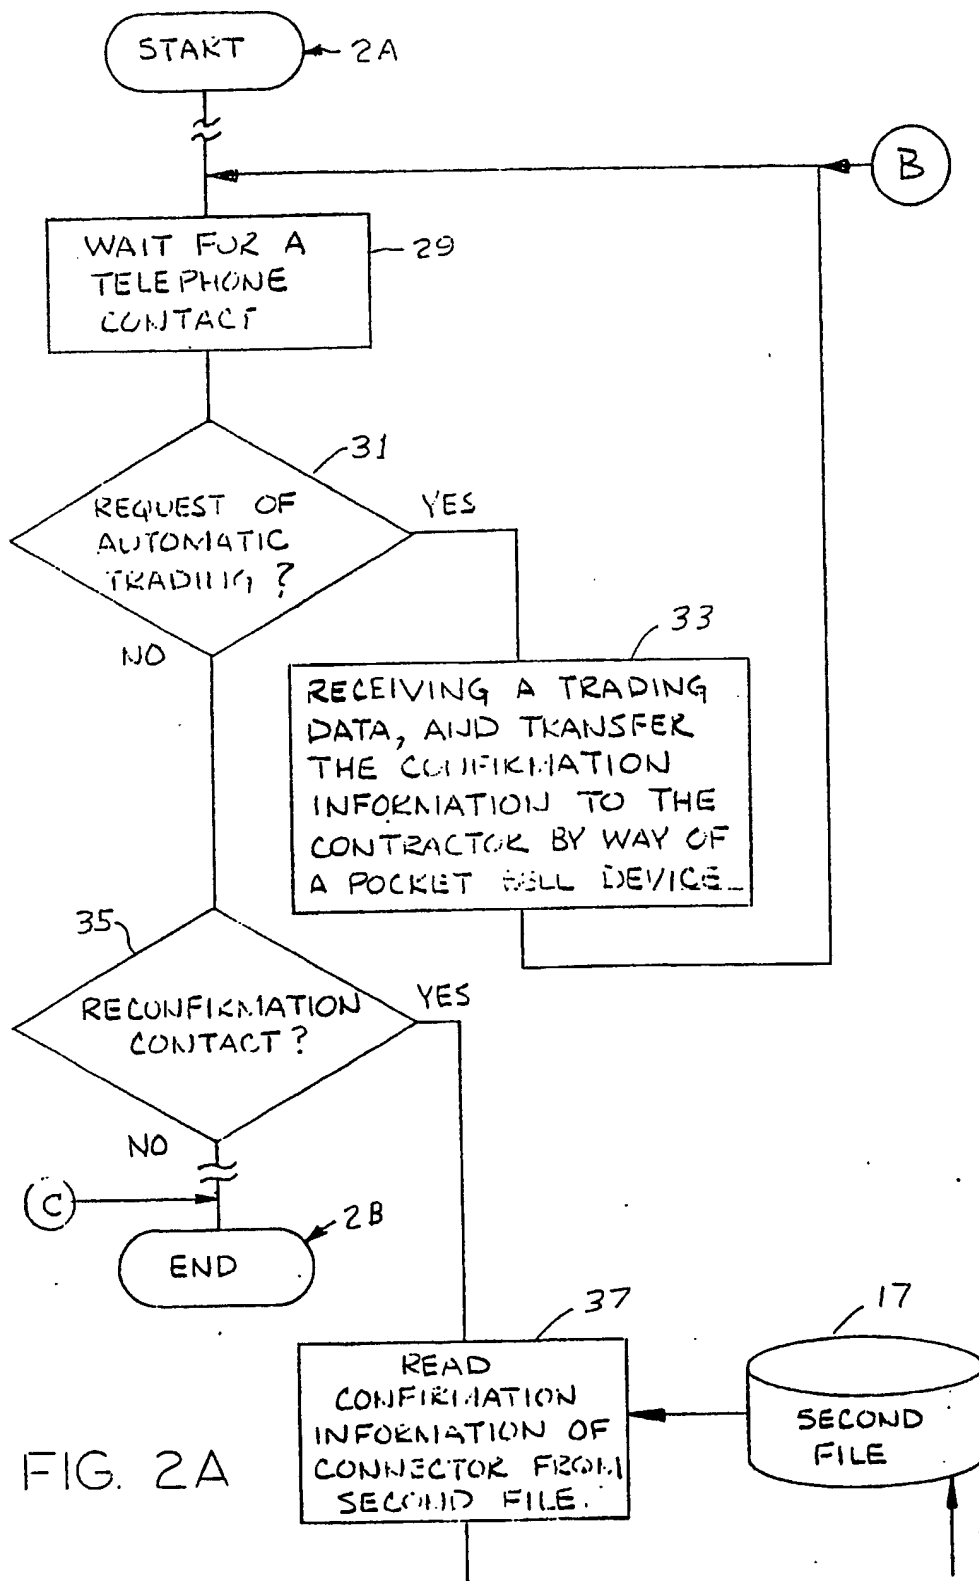 START
2A
B
WAIT FOR A
TELEPHONE
CONTACT
29
31
REQUEST OF
AUTOMATIC
TRADING?
YES
NO
33
RECEIVING A TRADING
DATA, AND TRANSFER
THE CONFIRMATION
INFORMATION TO THE
CONTRACTOR BY WAY OF
A POCKET BELL DEVICE
35
RECONFIRMATION
CONTACT?
YES
NO
C
2B
END
37
17
READ
CONFIRMATION
INFORMATION OF
CONNECTOR FROM
SECOND FILE.
SECOND
FILE
FIG. 2A